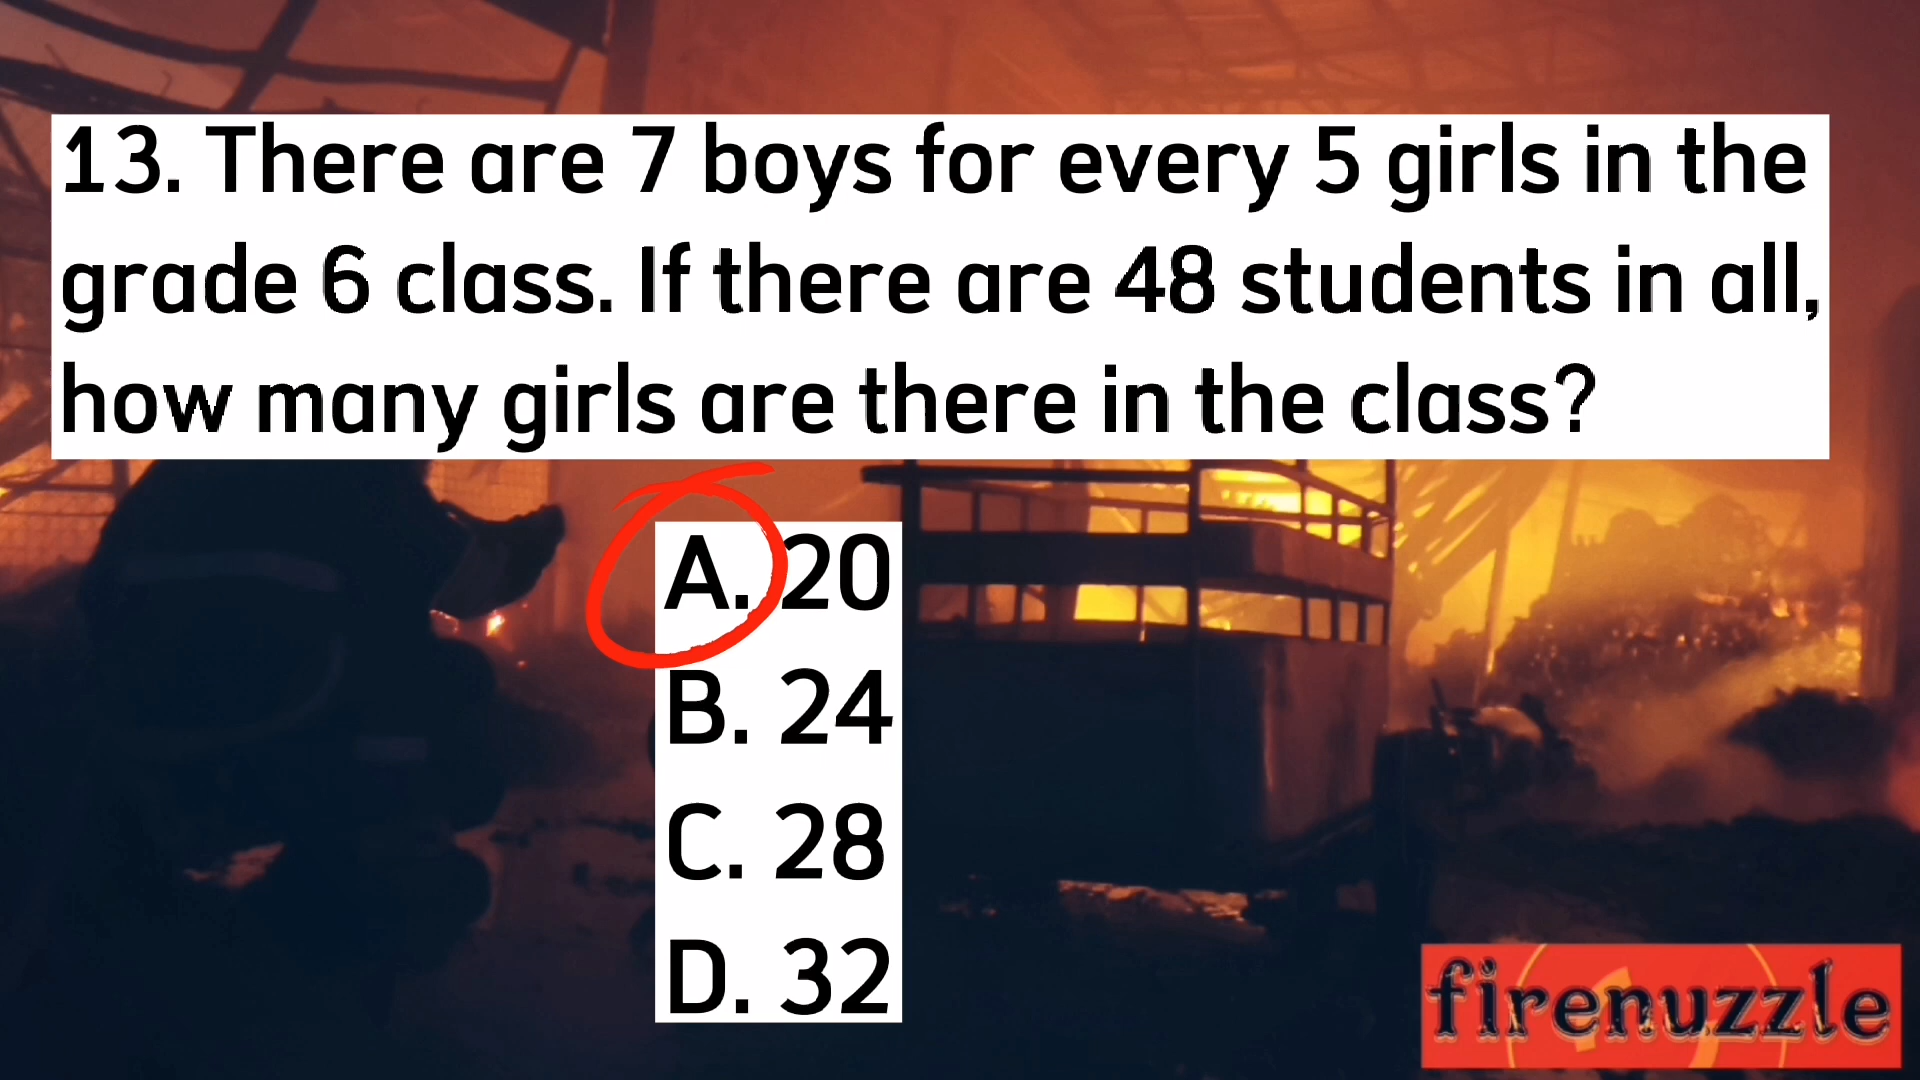 13. There are 7 boys for every 5 girls in the
grade 6 class. If there are 48 students in all,
how many girls are there in the class?
A. 20
B. 24
C. 28
D. 32
firenuzzle